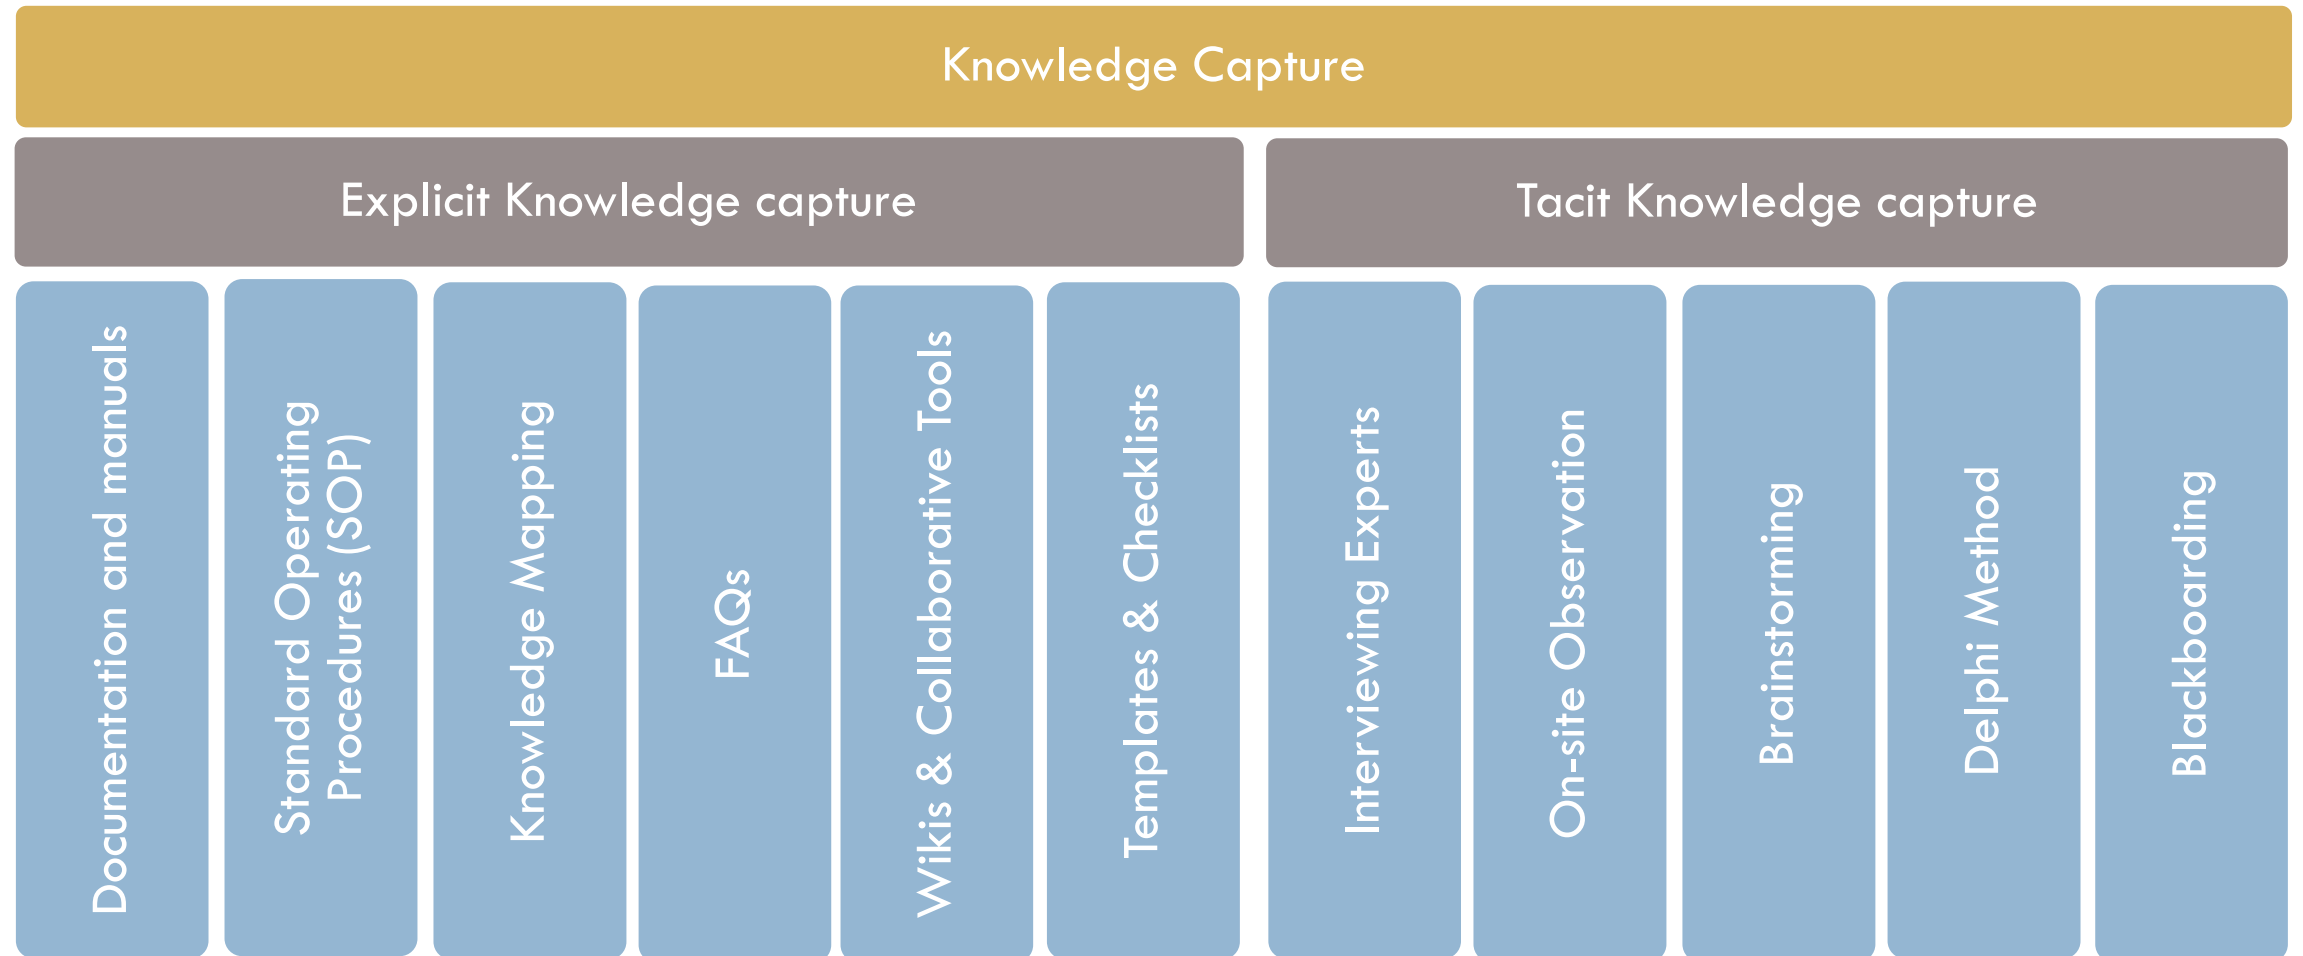 Knowledge Capture
Explicit Knowledge capture
Tacit Knowledge capture
Documentation and manuals
Standard Operating
Procedures (SOP)
Knowledge Mapping
FAQs
Wikis & Collaborative Tools
Templates & Checklists
Interviewing Experts
On-site Observation
Brainstorming
Delphi Method
Blackboarding